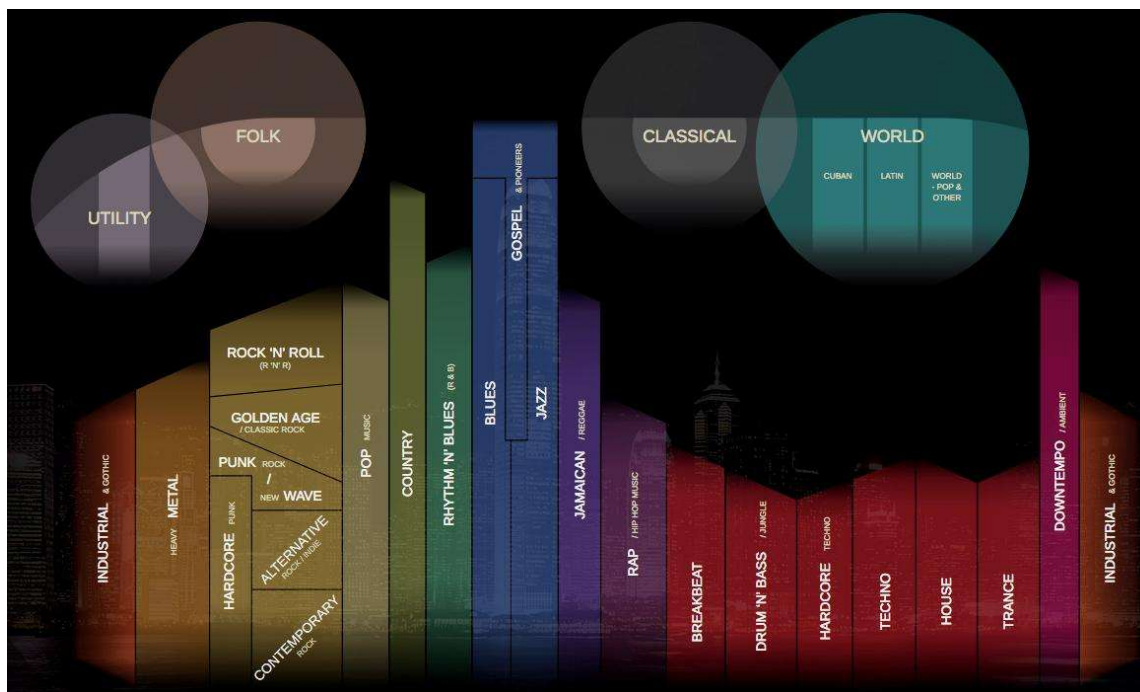 FOLK
UTILITY
CLASSICAL
WORLD
CUBAN
LATIN
WORLD
- POP &
OTHER
INDUSTRIAL & GOTHIC
HEAVY METAL
ROCK 'N' ROLL
(R 'N' R)
GOLDEN AGE
/ CLASSIC ROCK
PUNK ROCK
/
NEW WAVE
HARDCORE PUNK
ALTERNATIVE
ROCK / INDIE
CONTEMPORARY
ROCK
POP MUSIC
COUNTRY
RHYTHM 'N' BLUES (R & B)
BLUES
GOSPEL & PIONEERS
JAZZ
JAMAICAN / REGGAE
RAP / HIP HOP MUSIC
BREAKBEAT
DRUM 'N' BASS / JUNGLE
HARDCORE TECHNO
TECHNO
HOUSE
TRANCE
DOWNTEMPO / AMBIENT
INDUSTRIAL & GOTHIC